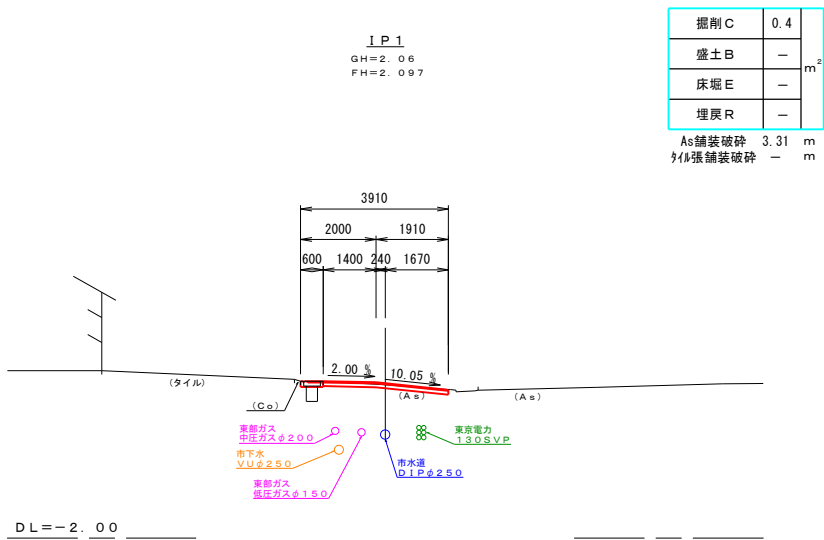 ＩＰ１
ＧＨ＝２．０６
ＦＨ＝２．０９７
掘削Ｃ 0.4
盛土Ｂ －
床堀Ｅ －
埋戻Ｒ －
m²
As舗装破砕 3.31 m
ﾀｲﾙ張舗装破砕 － m
3910
2000 1910
600 1400 240 1670
2.00 % 10.05 %
(タイル)
(Ｃｏ)
(Ａｓ)
(Ａｓ)
東部ガス
中圧ガスφ２００
市下水
ＶＵφ２５０
東部ガス
低圧ガスφ１５０
市水道
ＤＩＰφ２５０
東京電力
１３０ＳＶＰ
ＤＬ＝－２．００